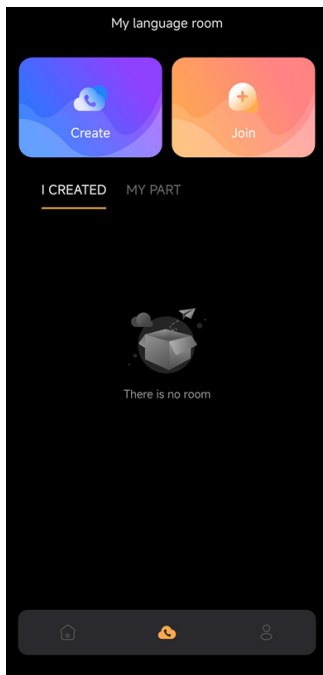 My language room
Create
Join
I CREATED MY PART
There is no room